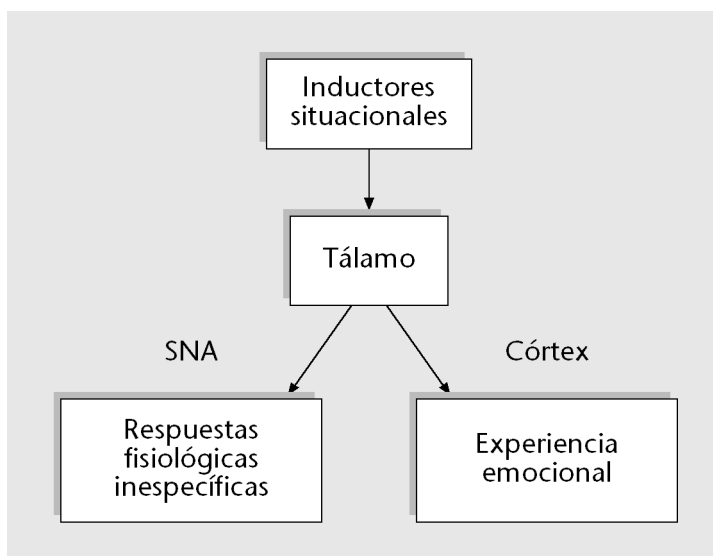 Inductores
situacionales
Tálamo
SNA
Córtex
Respuestas
fisiológicas
inespecíficas
Experiencia
emocional